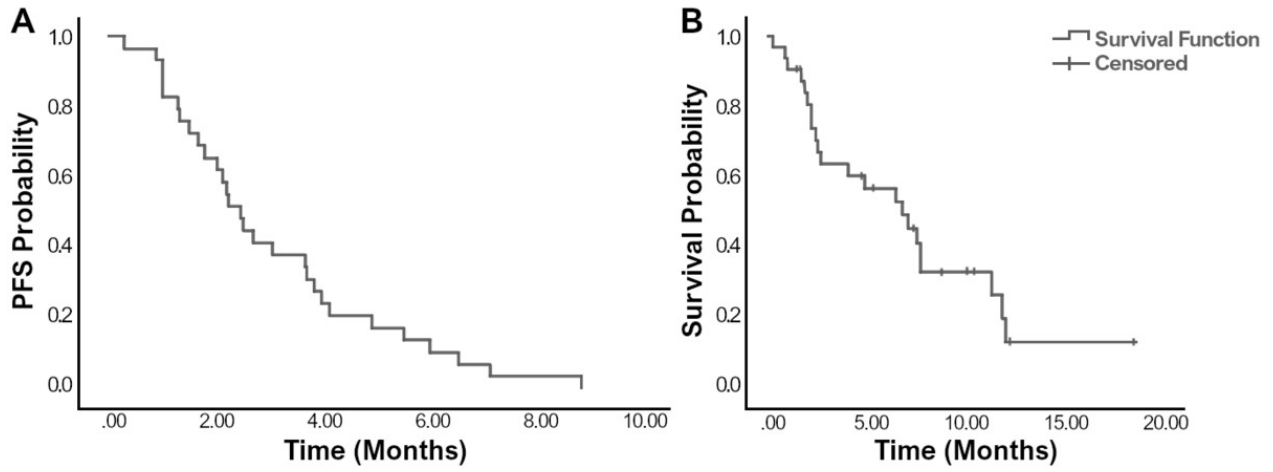 A
PFS Probability
1.0
0.8
0.6
0.4
0.2
0.0
.00 2.00 4.00 6.00 8.00 10.00
Time (Months)
B
Survival Probability
1.0
0.8
0.6
0.4
0.2
0.0
.00 5.00 10.00 15.00 20.00
Time (Months)
Survival Function
Censored